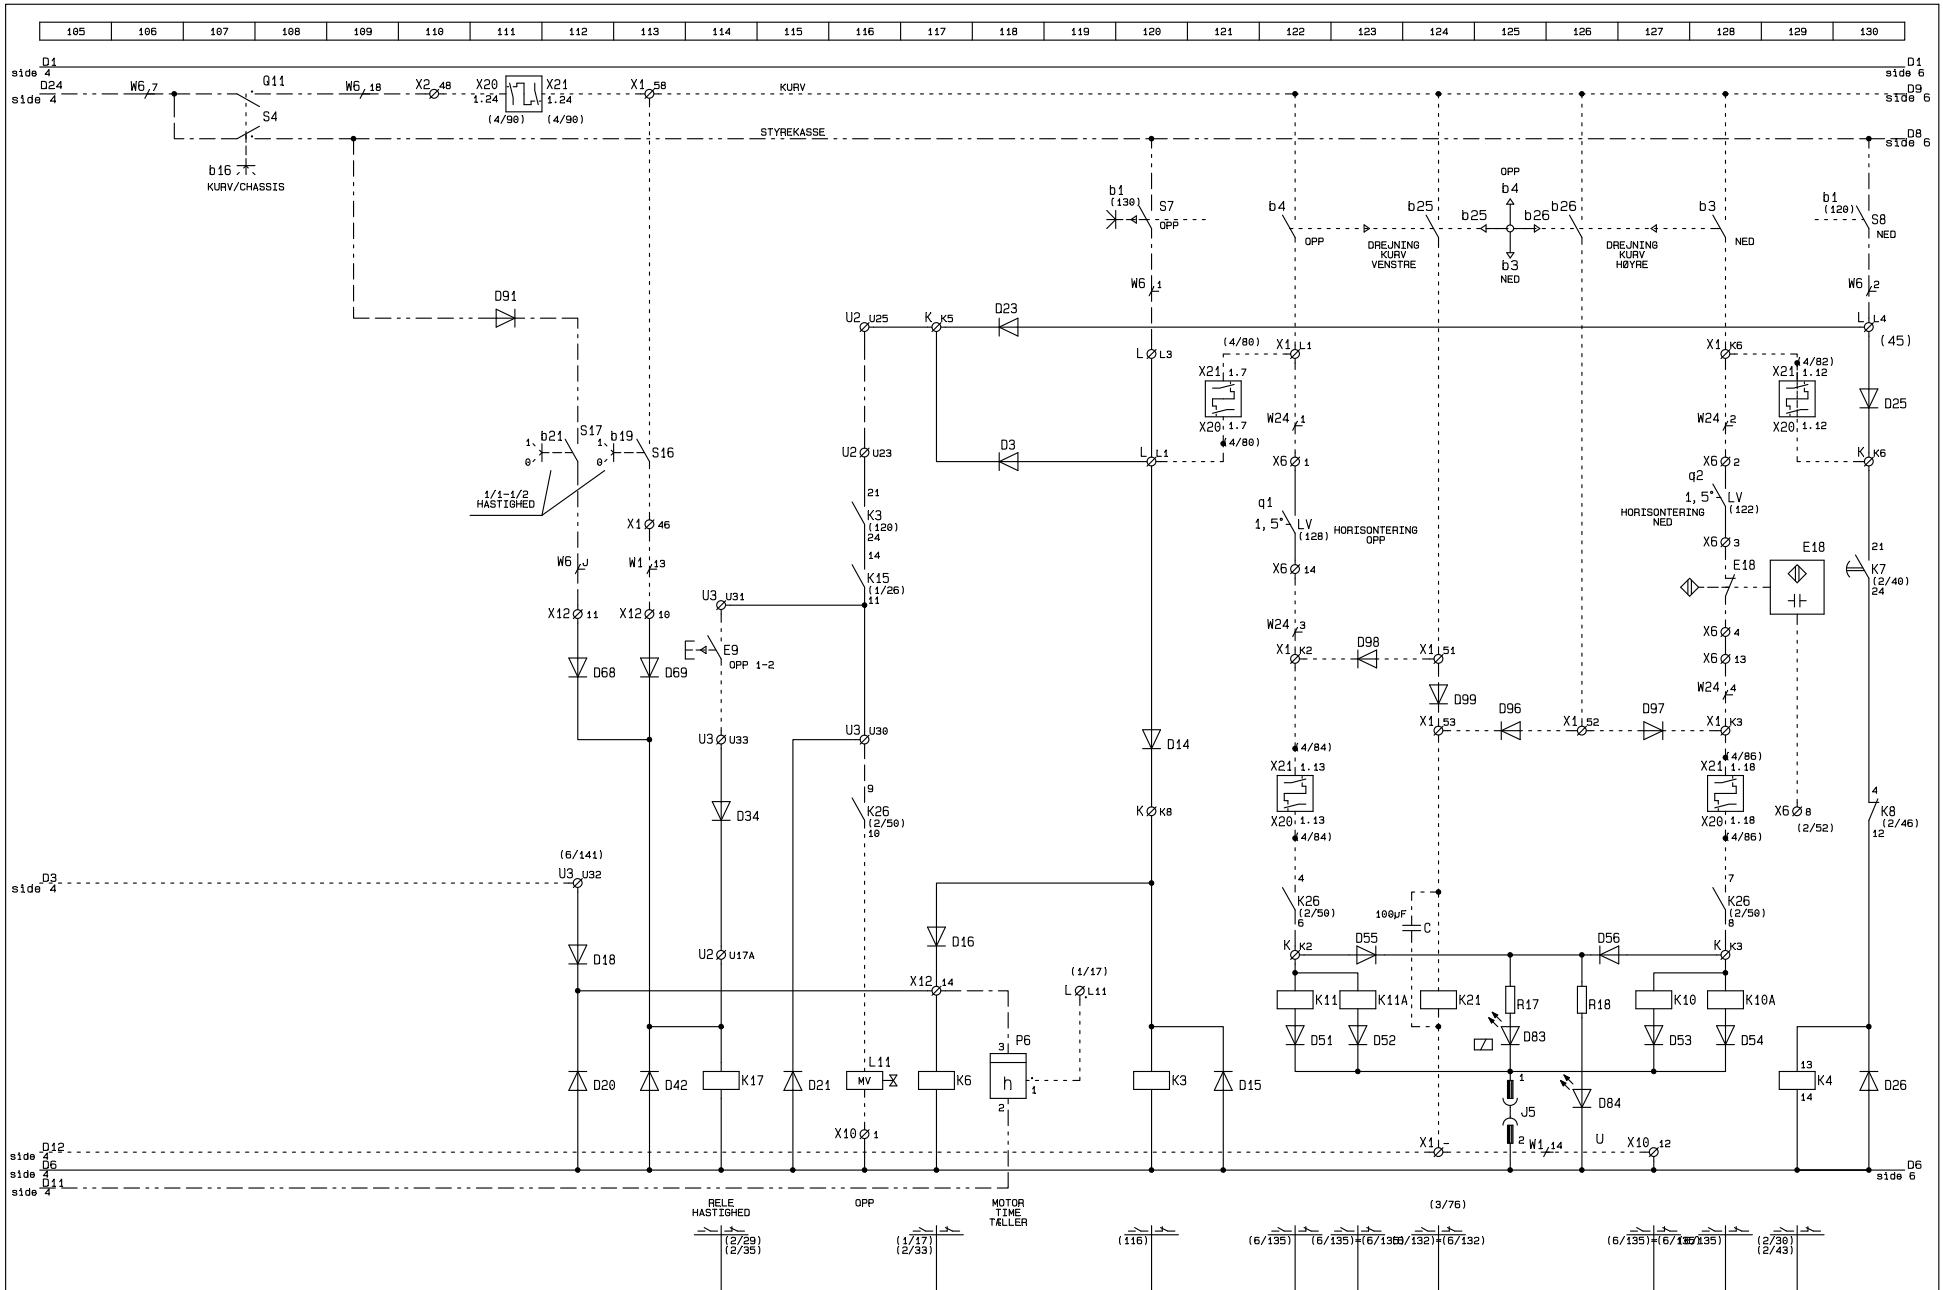 105 106 107 108 109 110 111 112 113 114 115 116 117 118 119 120 121 122 123 124 125 126 127 128 129 130
D1 D1
side 4 side 6
D24 W6 7 Q11 W6 18 X2 48 X20 X21 X1 58 KURV D9
side 4 1.24 1.24 side 6
(4/90) (4/90)
S4
STYREKASSE D8
side 6
b16
KURV/CHASSIS
OPP
b1 b4 b1
(130) S7 b4 b25 b25 b26 b26 b3 (120) S8
OPP OPP NED NED
DREJNING DREJNING
KURV KURV
VENSTRE HØYRE
b3
NED
W6 1 W6 2
D91 D23
U2 U25 K K5 L L4
(45)
L L3 (4/80) X1 L1 X1 K6 (4/82)
X21 1.7 X21 1.12
W24 1 W24 2 D25
X20 1.7 X20 1.12
(4/80)
b21 S17 b19 S16
1 0 1 0
U2 U23 D3 L L1 X6 1 X6 2 K K6
1/1-1/2
HASTIGHED
21
K3
(120)
24
q1 q2
1,5° LV 1,5° LV
(128) (122)
HORISONTERING
OPP
HORISONTERING
NED
X1 46
14
K15
(1/26)
11
W6 J W1 13 X6 14 X6 3
E18 E18
21
K7
(2/40)
24
U3 U31
X12 11 X12 10
W24 3 X6 4
E9
OPP 1-2
X1 K2 D98 X1 51 X6 13
D68 D69 D99 W24 4
D96 X1 52 D97 X1 K3
X1 53
U3 U33 U3 U30 D14
(4/84) (4/86)
X21 1.13 X21 1.18
X20 1.13 X20 1.18
(4/84) (4/86)
9
K26
(2/50)
10
D34 K K8
X6 8
(2/52)
4
K8
(2/46)
12
(6/141)
D3 U3 U32
side 4
4
K26
(2/50)
6
100µF C
7
K26
(2/50)
8
D18 U2 U17A D16 K K2 D55 D56 K K3
(1/17)
X12 14 L L11
K11 K11A K21 R17 R18 K10 K10A
D51 D52 D83 D53 D54
3 P6
h
1
2
L11
MV
D20 D42 K17 D21 K6 K3 D15
13
K4
14
D26
D84
1
J5
2
X10 1
D12 X1 - W1 14 U X10 12
side 4
D6 D6
side 4 side 6
D11
side 4
RELE
HASTIGHED
OPP
MOTOR
TIME
TÆLLER
(3/76)
(2/29)
(2/35)
(1/17)
(2/33)
(116)
(6/135)
(2/30)
(2/43)